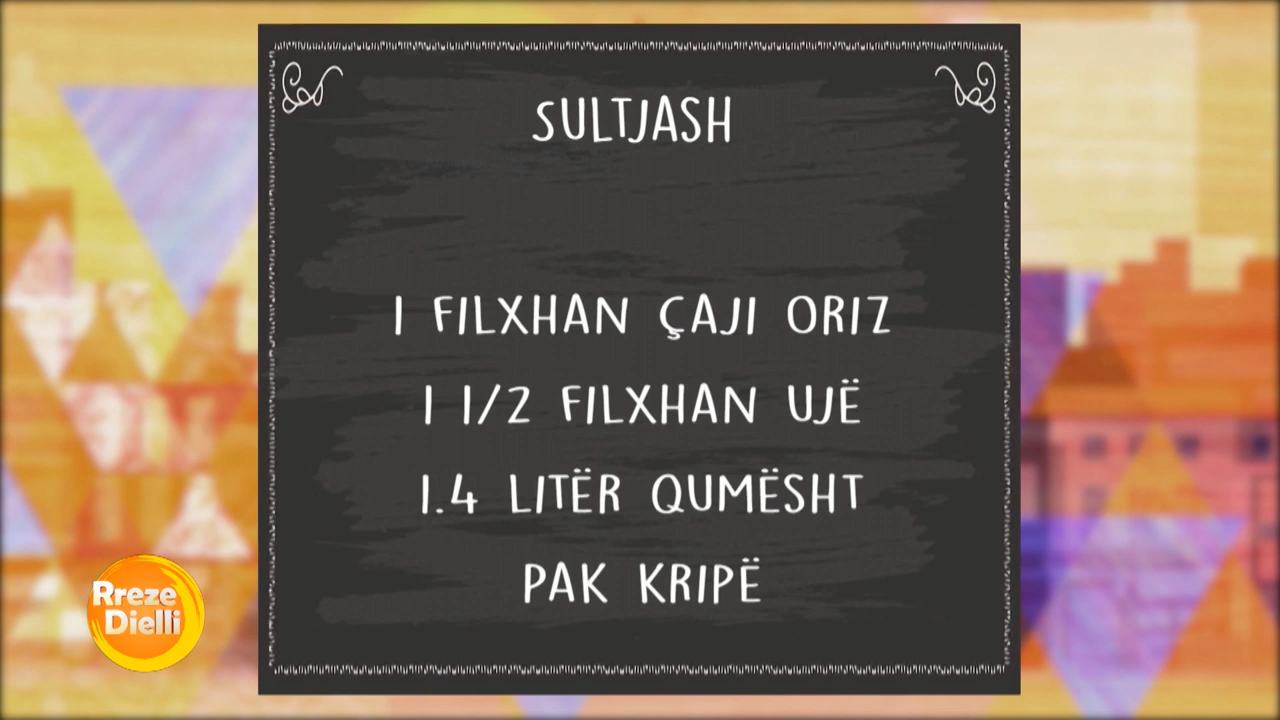 SULTJASH
1 FILXHAN ÇAJI ORIZ
1 1/2 FILXHAN UJË
1.4 LITËR QUMËSHT
PAK KRIPË
Rreze
Dielli